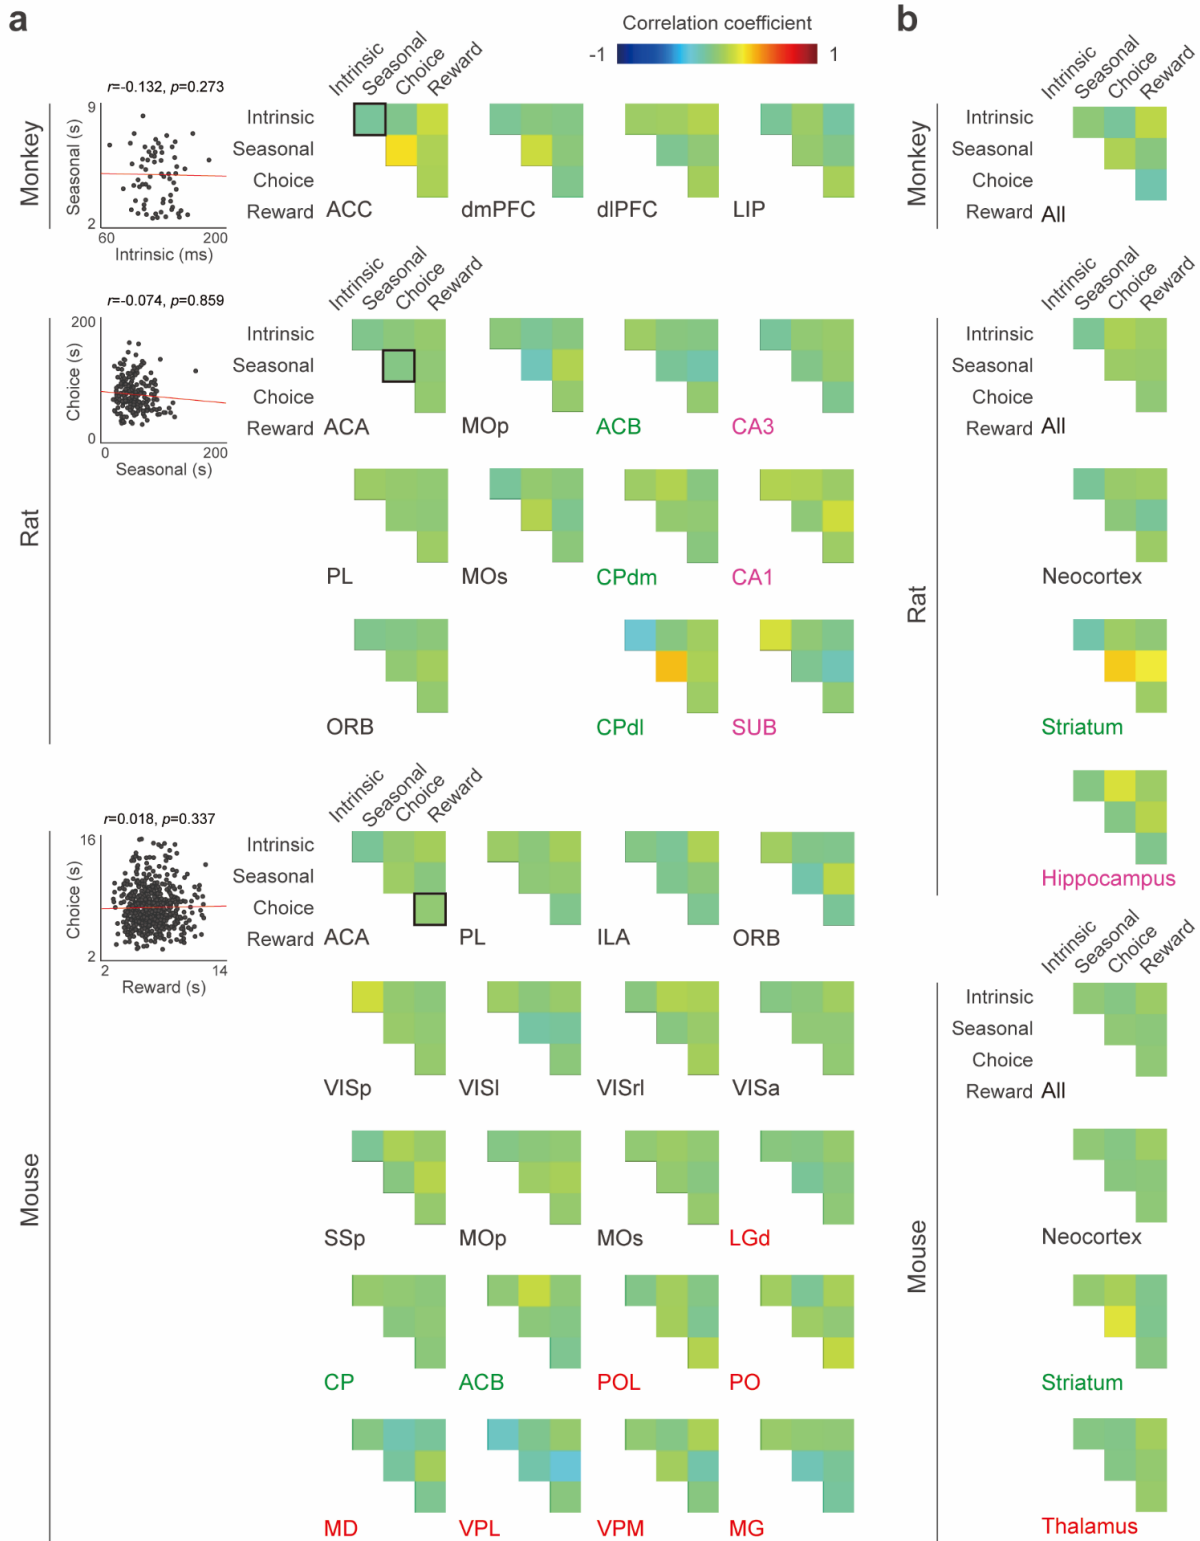 a
b
Correlation coefficient
-1
1
Intrinsic
Seasonal
Choice
Reward
Intrinsic
Seasonal
Choice
Reward
Monkey
r=-0.132, p=0.273
Seasonal (s)
9
2
60
200
Intrinsic (ms)
Intrinsic
Seasonal
Choice
Reward
ACC
dmPFC
dlPFC
LIP
Monkey
Intrinsic
Seasonal
Choice
Reward
All
Rat
r=-0.074, p=0.859
Choice (s)
200
0
0
200
Seasonal (s)
Intrinsic
Seasonal
Choice
Reward
Intrinsic
Seasonal
Choice
Reward
ACA
MOp
ACB
CA3
PL
MOs
CPdm
CA1
ORB
CPdl
SUB
Rat
Intrinsic
Seasonal
Choice
Reward
Intrinsic
Seasonal
Choice
Reward
All
Neocortex
Striatum
Hippocampus
Mouse
r=0.018, p=0.337
Choice (s)
16
2
2
14
Reward (s)
Intrinsic
Seasonal
Choice
Reward
Intrinsic
Seasonal
Choice
Reward
ACA
PL
ILA
ORB
VISp
VISl
VISrl
VISa
SSp
MOp
MOs
LGd
CP
ACB
POL
PO
MD
VPL
VPM
MG
Mouse
Intrinsic
Seasonal
Choice
Reward
Intrinsic
Seasonal
Choice
Reward
All
Neocortex
Striatum
Thalamus